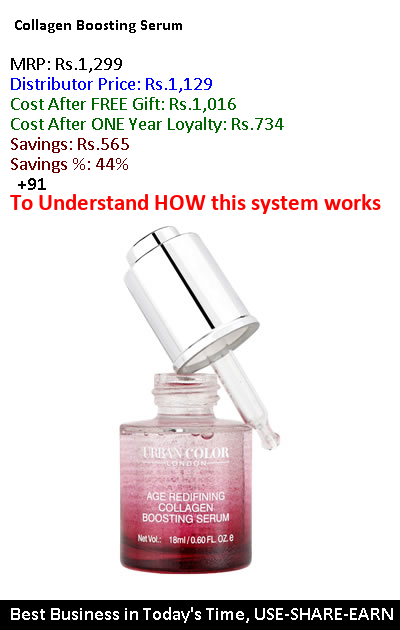 Collagen Boosting Serum
MRP: Rs.1,299
Distributor Price: Rs.1,129
Cost After FREE Gift: Rs.1,016
Cost After ONE Year Loyalty: Rs.734
Savings: Rs.565
Savings %: 44%
+91
To Understand HOW this system works
URBAN COLOR
LONDON
AGE REDIFINING
COLLAGEN
BOOSTING SERUM
Net Vol.: 18ml / 0.60 FL. OZ. e
Best Business in Today's Time, USE-SHARE-EARN